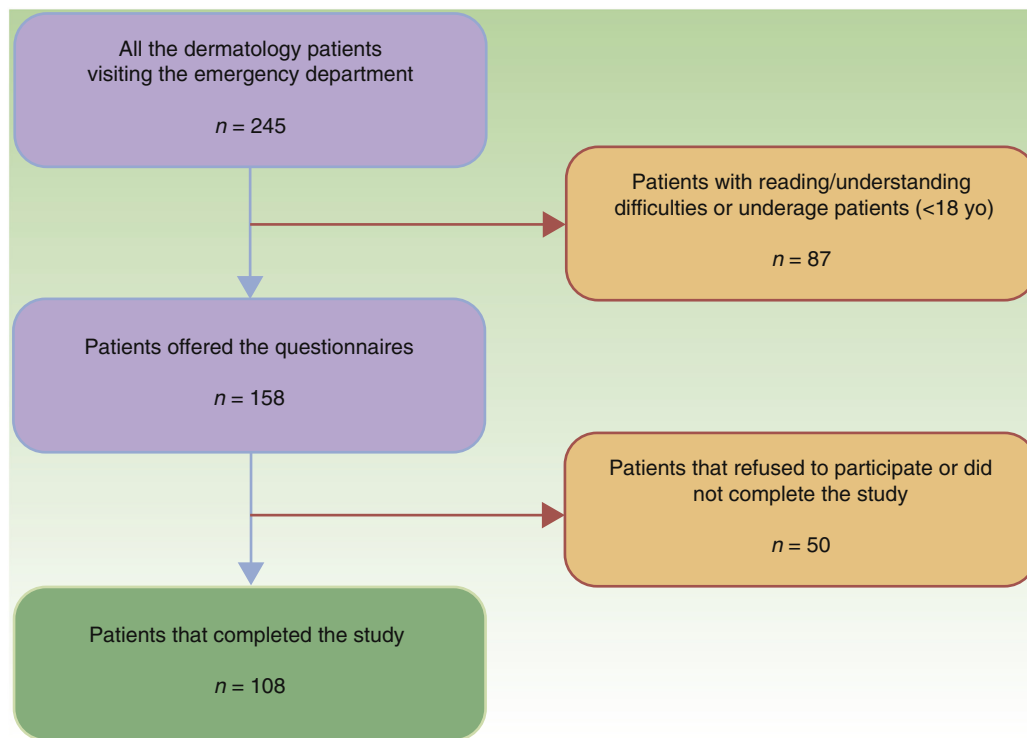 All the dermatology patients
visiting the emergency department
n = 245
Patients with reading/understanding
difficulties or underage patients (<18 yo)
n = 87
Patients offered the questionnaires
n = 158
Patients that refused to participate or did
not complete the study
n = 50
Patients that completed the study
n = 108